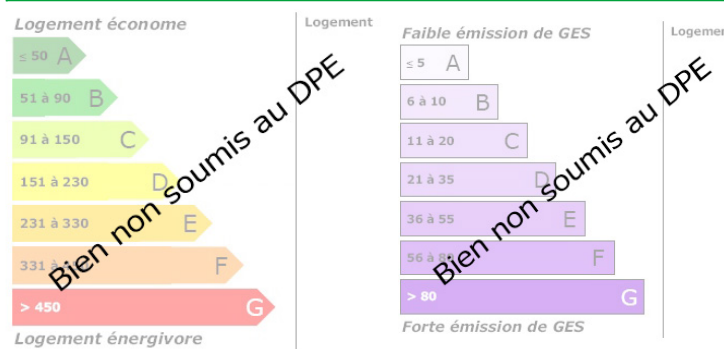 Logement économe
Logement
≤ 50 A
51 à 90 B
91 à 150 C
151 à 230 D
231 à 330 E
331 à F
> 450 G
Logement énergivore
Bien non soumis au DPE
Faible émission de GES
≤ 5 A
6 à 10 B
11 à 20 C
21 à 35 D
36 à 55 E
56 à F
> 80 G
Forte émission de GES
Bien non soumis au DPE